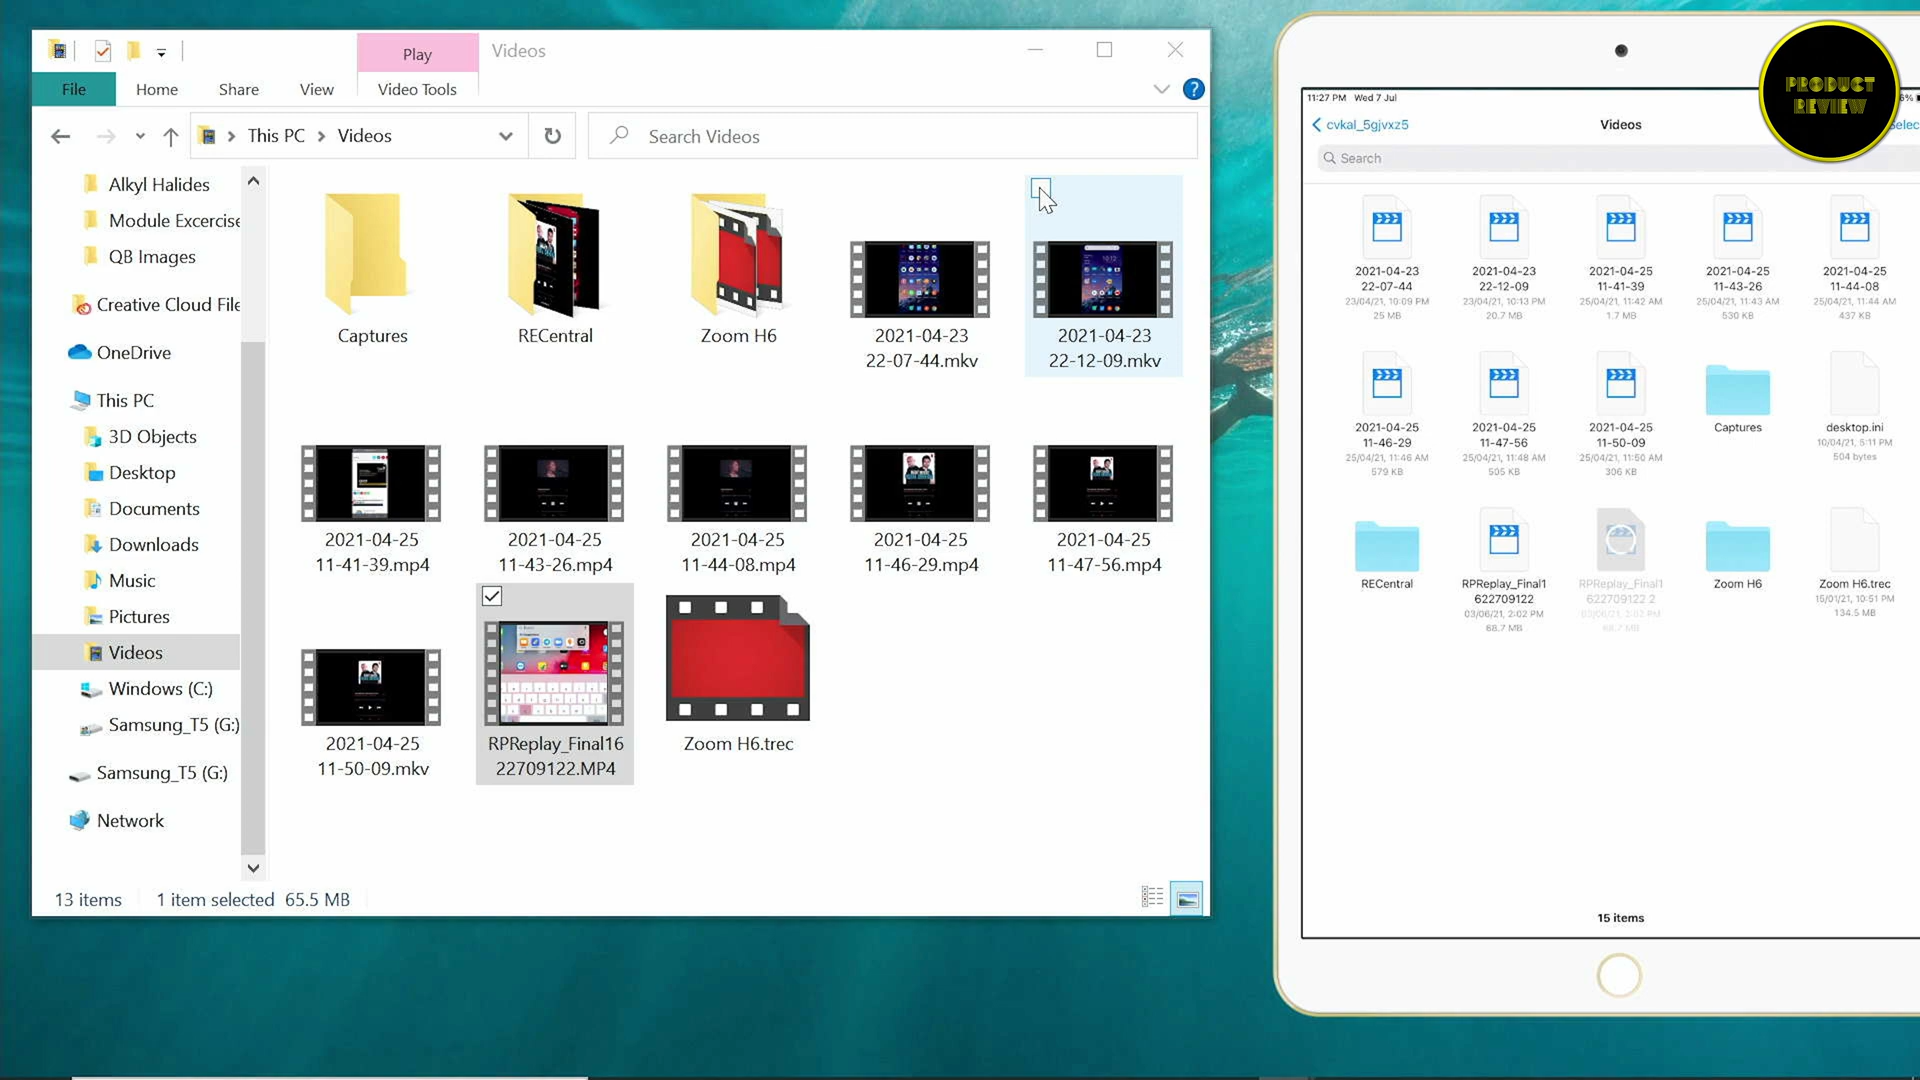 Play
Videos
File
Home
Share
View
Video Tools
?
This PC
Videos
Search Videos
Alkyl Halides
Module Excercise
QB Images
Creative Cloud File
OneDrive
This PC
3D Objects
Desktop
Documents
Downloads
Music
Pictures
Videos
Windows (C:)
Samsung_T5 (G:)
Samsung_T5 (G:)
Network
Captures
RECentral
Zoom H6
2021-04-23
22-07-44.mkv
2021-04-23
22-12-09.mkv
2021-04-25
11-41-39.mp4
2021-04-25
11-43-26.mp4
2021-04-25
11-44-08.mp4
2021-04-25
11-46-29.mp4
2021-04-25
11-47-56.mp4
2021-04-25
11-50-09.mkv
RPReplay_Final16
22709122.MP4
Zoom H6.trec
13 items
1 item selected 65.5 MB
11:27 PM Wed 7 Jul
6%
cvkal_5gjvxz5
Videos
Selec
PRODUCT
REVIEW
Search
2021-04-23
22-07-44
23/04/21, 10:09 PM
25 MB
2021-04-23
22-12-09
23/04/21, 10:13 PM
20.7 MB
2021-04-25
11-41-39
25/04/21, 11:42 AM
1.7 MB
2021-04-25
11-43-26
25/04/21, 11:43 AM
530 KB
2021-04-25
11-44-08
25/04/21, 11:44 AM
437 KB
2021-04-25
11-46-29
25/04/21, 11:46 AM
579 KB
2021-04-25
11-47-56
25/04/21, 11:48 AM
505 KB
2021-04-25
11-50-09
25/04/21, 11:50 AM
306 KB
Captures
desktop.ini
10/04/22, 5:11 PM
504 bytes
RECentral
RPReplay_Final1
622709122
03/06/21, 2:02 PM
68.7 MB
RPReplay_Final1
622709122 2
03/06/21, 2:02 PM
68.7 MB
Zoom H6
Zoom H6.trec
15/01/21, 10:51 PM
134.5 MB
15 items